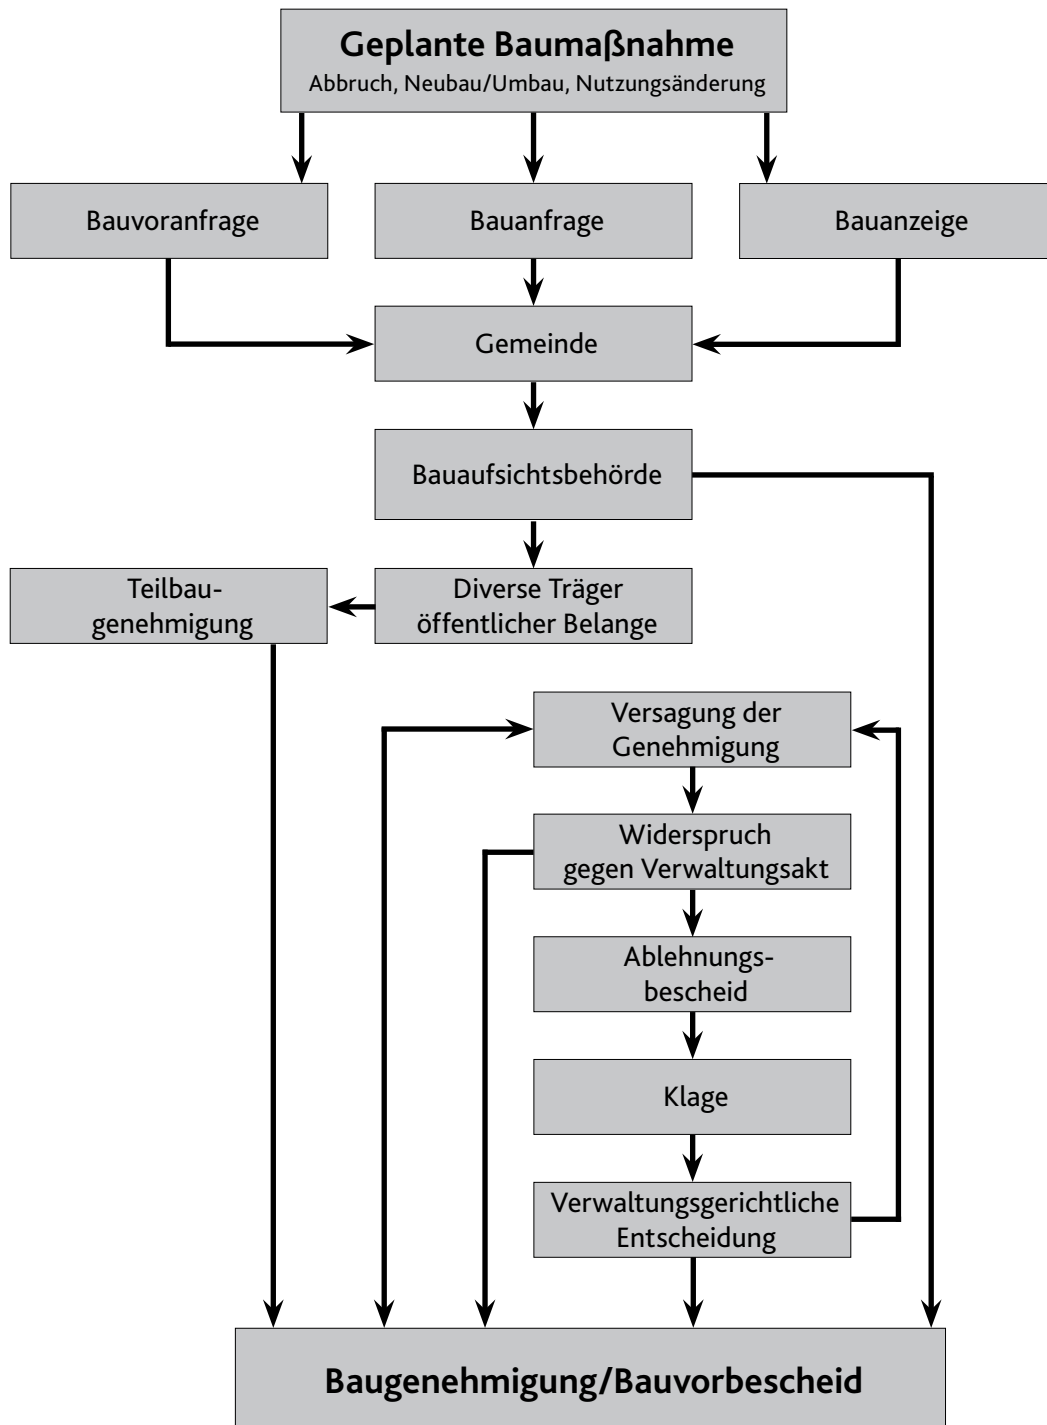 Geplante Baumaßnahme
Abbruch, Neubau/Umbau, Nutzungsänderung
Bauvoranfrage
Bauanfrage
Bauanzeige
Gemeinde
Bauaufsichtsbehörde
Teilbau-
genehmigung
Diverse Träger
öffentlicher Belange
Versagung der
Genehmigung
Widerspruch
gegen Verwaltungsakt
Ablehnungs-
bescheid
Klage
Verwaltungsgerichtliche
Entscheidung
Baugenehmigung/Bauvorbescheid